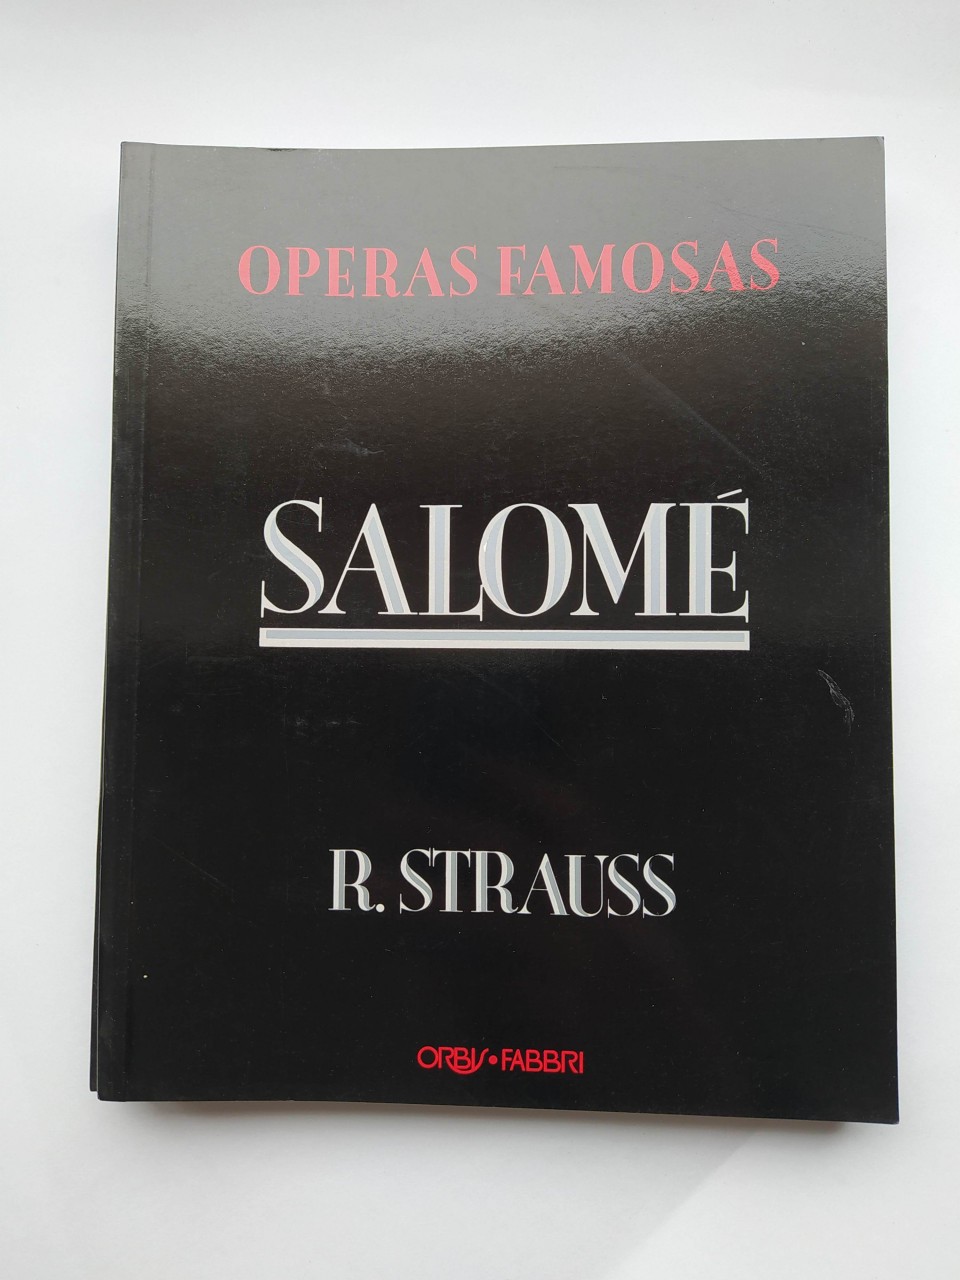 OPERAS FAMOSAS
SALOMÉ
R. STRAUSS
ORBIS•FABBRI